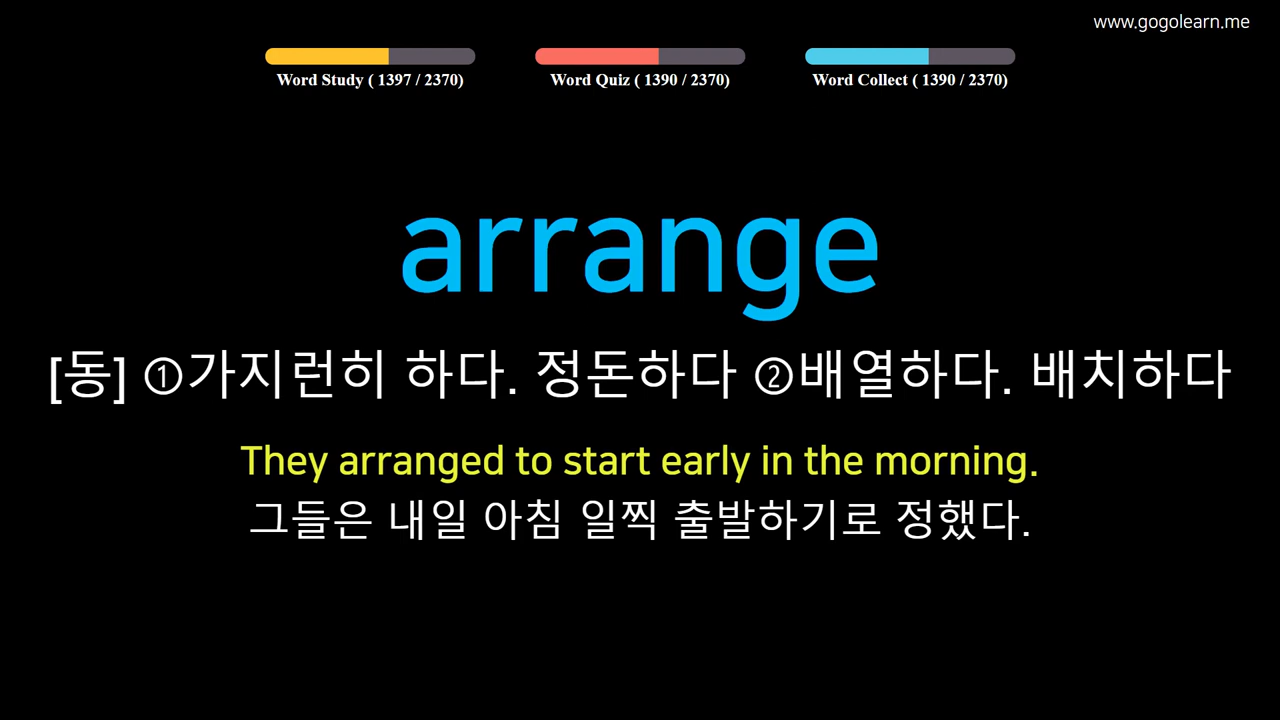 www.gogolearn.me
Word Study ( 1397 / 2370)
Word Quiz ( 1390 / 2370)
Word Collect ( 1390 / 2370)
arrange
[동] ①가지런히 하다. 정돈하다 ②배열하다. 배치하다
They arranged to start early in the morning.
그들은 내일 아침 일찍 출발하기로 정했다.